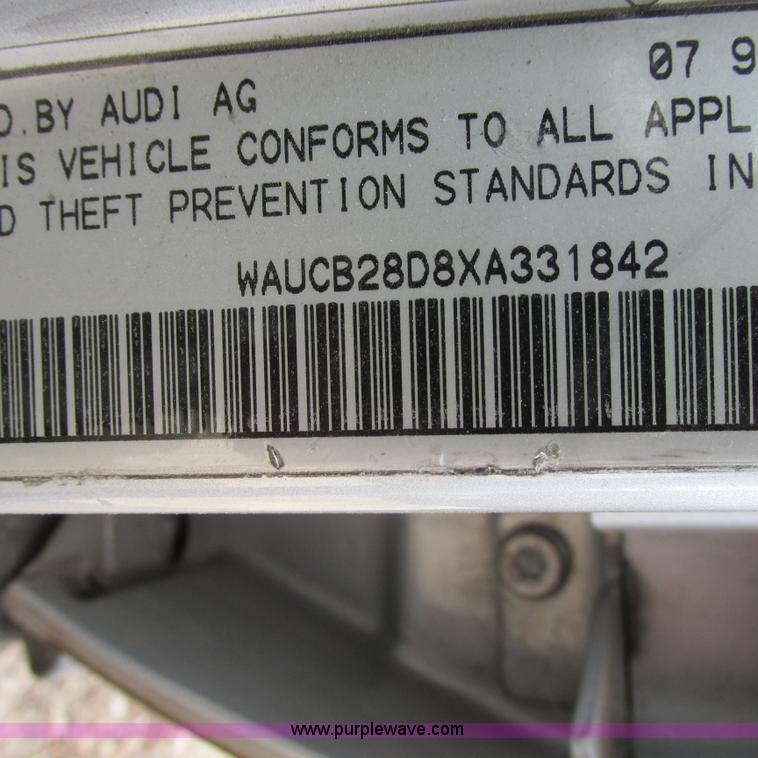 07 9
D.BY AUDI AG
IS VEHICLE CONFORMS TO ALL APPL
D THEFT PREVENTION STANDARDS IN
WAUCB28D8XA331842
www.purplewave.com